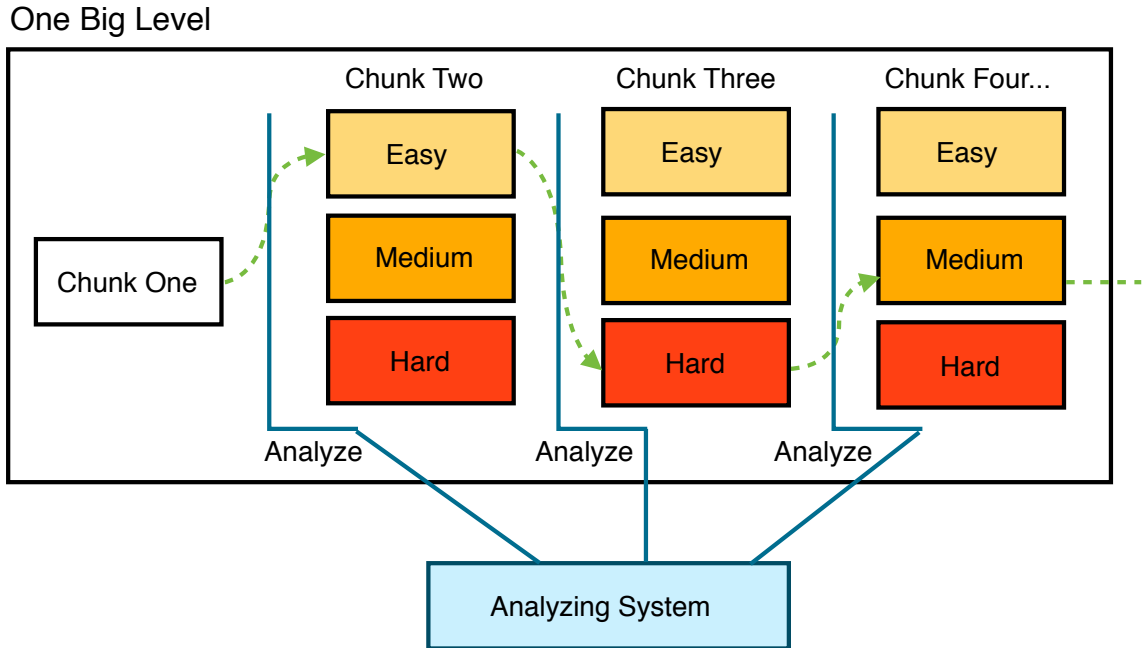 One Big Level
Chunk Two
Chunk Three
Chunk Four...
Easy
Easy
Easy
Chunk One
Medium
Medium
Medium
Hard
Hard
Hard
Analyze
Analyze
Analyze
Analyzing System